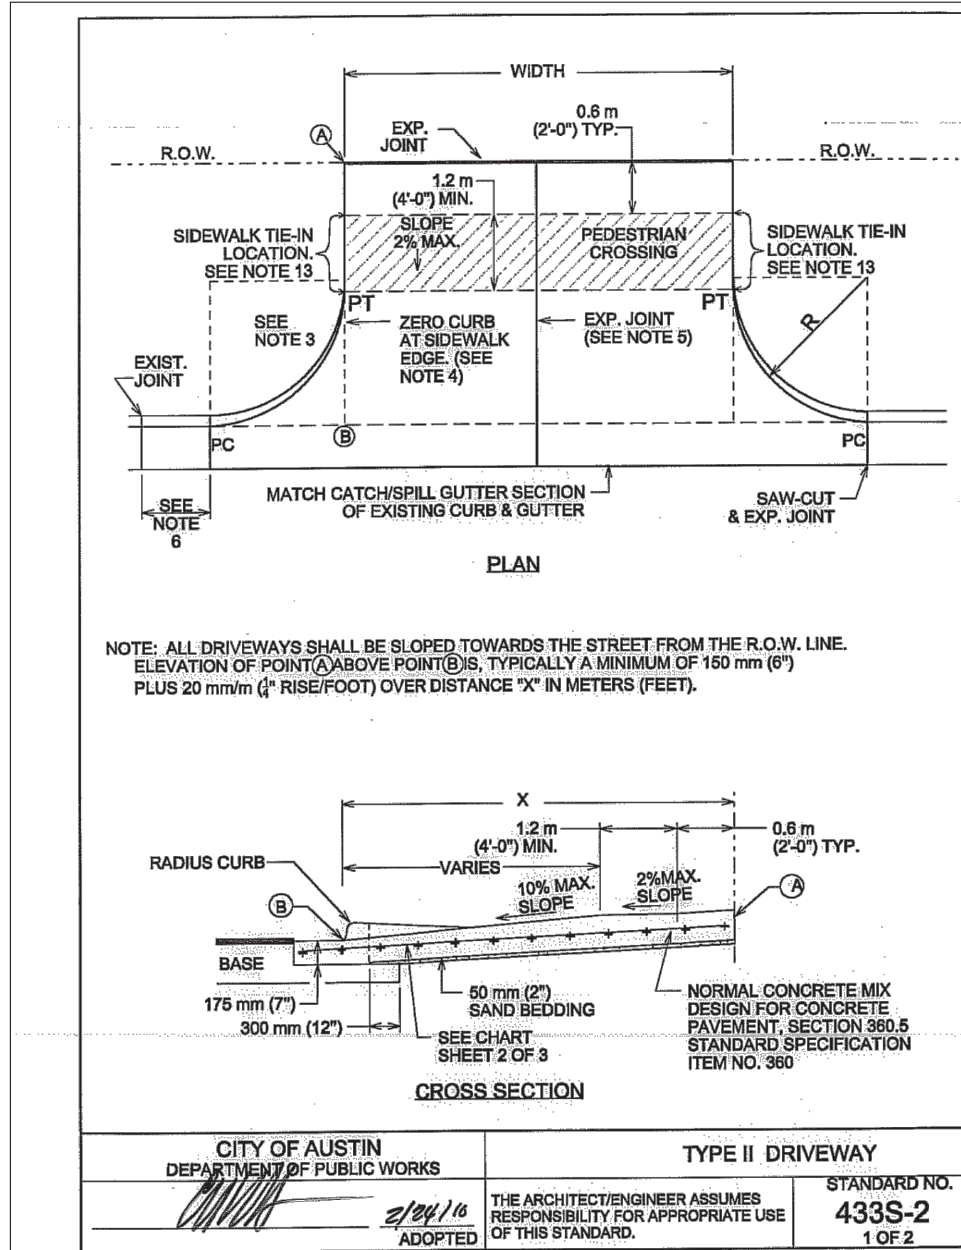 WIDTH
0.6 m
(2'-0") TYP.
A
EXP.
JOINT
R.O.W.
R.O.W.
1.2 m
(4'-0") MIN.
SLOPE
2% MAX.
PEDESTRIAN
CROSSING
SIDEWALK TIE-IN
LOCATION.
SEE NOTE 13
SIDEWALK TIE-IN
LOCATION.
SEE NOTE 13
PT
PT
SEE
NOTE 3
ZERO CURB
AT SIDEWALK
EDGE. (SEE
NOTE 4)
EXP. JOINT
(SEE NOTE 5)
R
EXIST.
JOINT
PC
B
PC
SEE
NOTE
6
MATCH CATCH/SPILL GUTTER SECTION
OF EXISTING CURB & GUTTER
SAW-CUT
& EXP. JOINT
PLAN
NOTE: ALL DRIVEWAYS SHALL BE SLOPED TOWARDS THE STREET FROM THE R.O.W. LINE.
ELEVATION OF POINT A ABOVE POINT B IS, TYPICALLY A MINIMUM OF 150 mm (6")
PLUS 20 mm/m (1/4" RISE/FOOT) OVER DISTANCE "X" IN METERS (FEET).
X
1.2 m
(4'-0") MIN.
0.6 m
(2'-0") TYP.
RADIUS CURB
VARIES
10% MAX.
SLOPE
2%MAX.
SLOPE
A
B
BASE
175 mm (7")
300 mm (12")
50 mm (2")
SAND BEDDING
SEE CHART
SHEET 2 OF 3
NORMAL CONCRETE MIX
DESIGN FOR CONCRETE
PAVEMENT, SECTION 360.5
STANDARD SPECIFICATION
ITEM NO. 360
CROSS SECTION
CITY OF AUSTIN
DEPARTMENT OF PUBLIC WORKS
TYPE II DRIVEWAY
2/24/10
ADOPTED
THE ARCHITECT/ENGINEER ASSUMES
RESPONSIBILITY FOR APPROPRIATE USE
OF THIS STANDARD.
STANDARD NO.
433S-2
1 OF 2